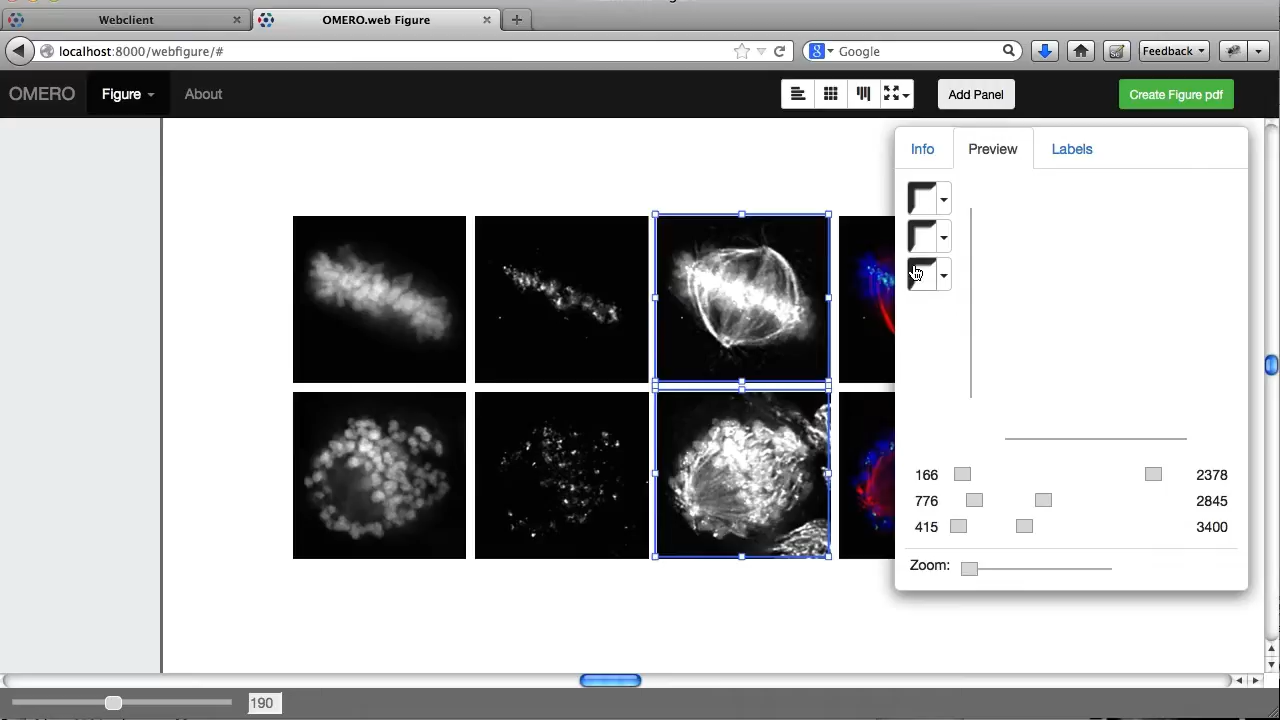 Webclient
OMERO.web Figure
localhost:8000/webfigure/#
Google
Feedback
OMERO
Figure
About
Add Panel
Create Figure pdf
Info
Preview
Labels
166
2378
776
2845
415
3400
Zoom:
190